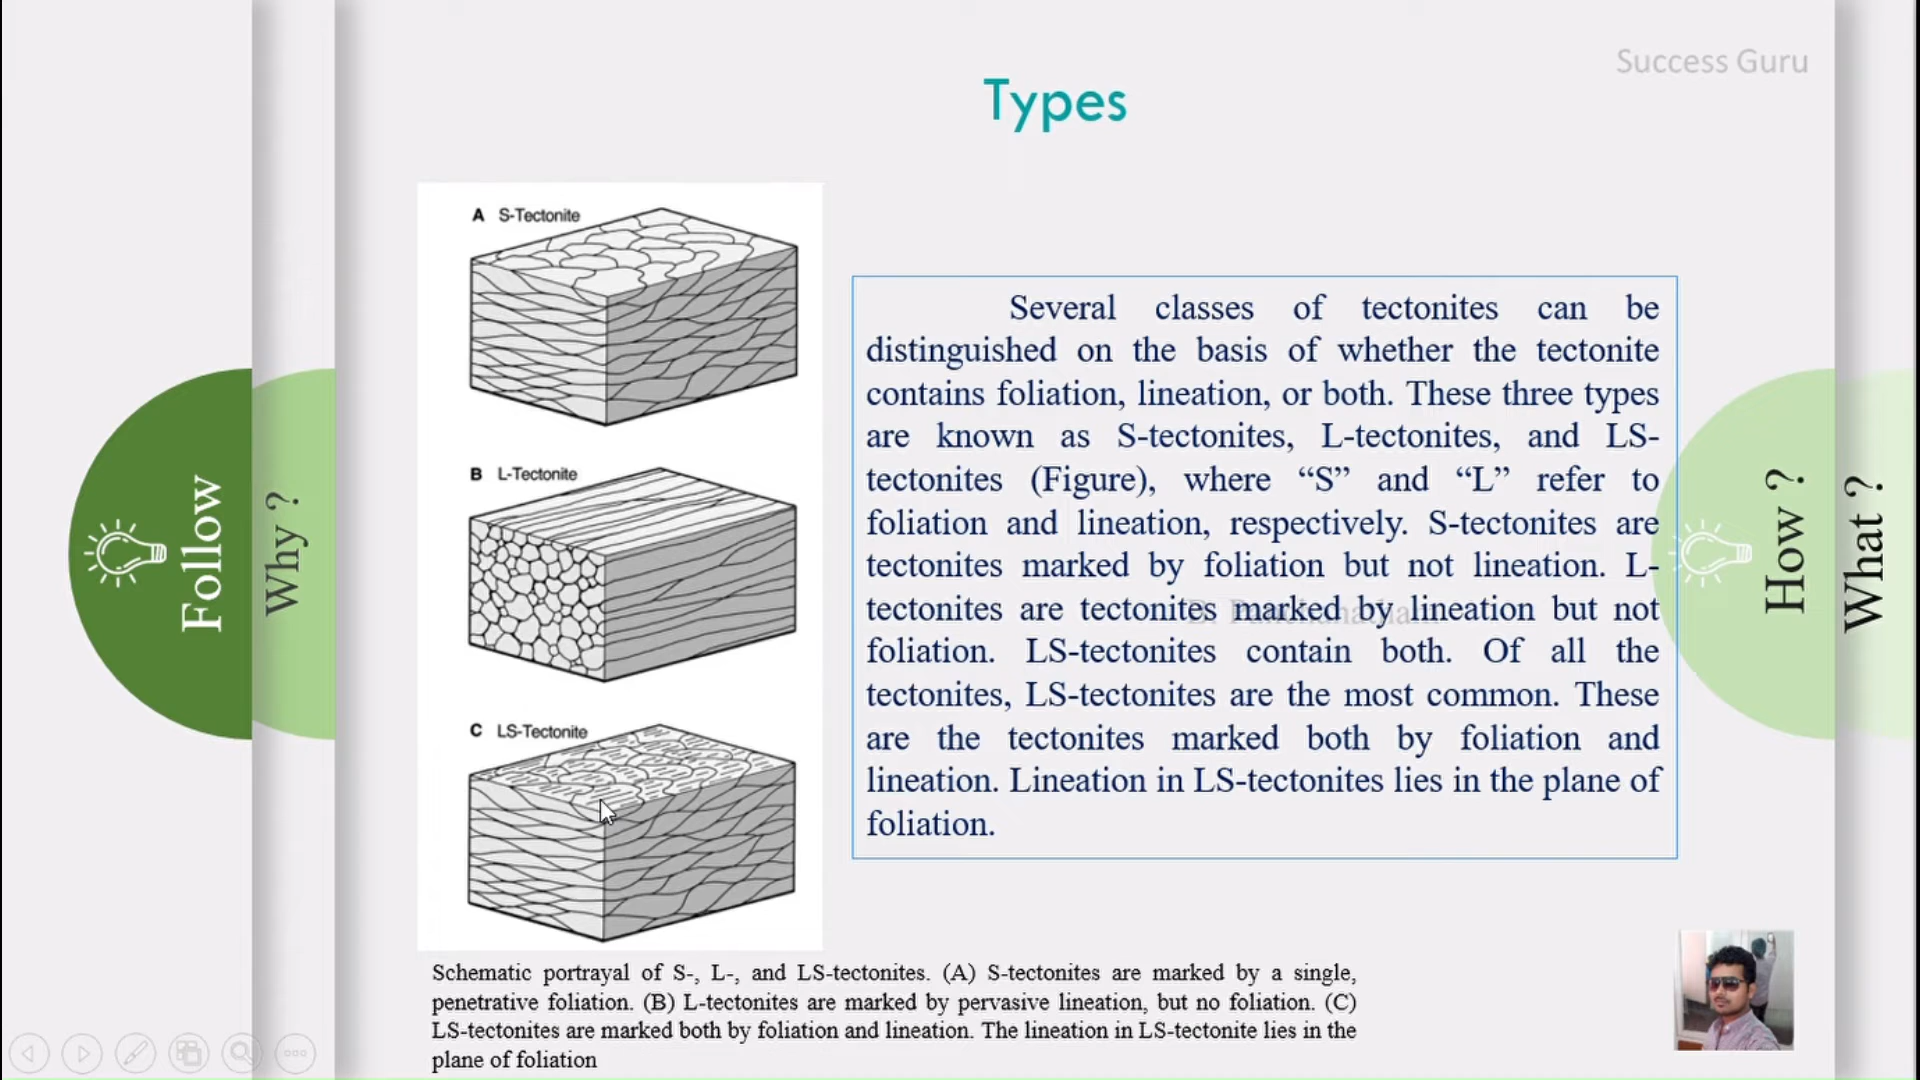 Success Guru
Types
A S-Tectonite
B L-Tectonite
C LS-Tectonite
Several classes of tectonites can be
distinguished on the basis of whether the tectonite
contains foliation, lineation, or both. These three types
are known as S-tectonites, L-tectonites, and LS-
tectonites (Figure), where “S” and “L” refer to
foliation and lineation, respectively. S-tectonites are
tectonites marked by foliation but not lineation. L-
tectonites are tectonites marked by lineation but not
foliation. LS-tectonites contain both. Of all the
tectonites, LS-tectonites are the most common. These
are the tectonites marked both by foliation and
lineation. Lineation in LS-tectonites lies in the plane of
foliation.
Schematic portrayal of S-, L-, and LS-tectonites. (A) S-tectonites are marked by a single,
penetrative foliation. (B) L-tectonites are marked by pervasive lineation, but no foliation. (C)
LS-tectonites are marked both by foliation and lineation. The lineation in LS-tectonite lies in the
plane of foliation
Follow
Why ?
How ?
What ?